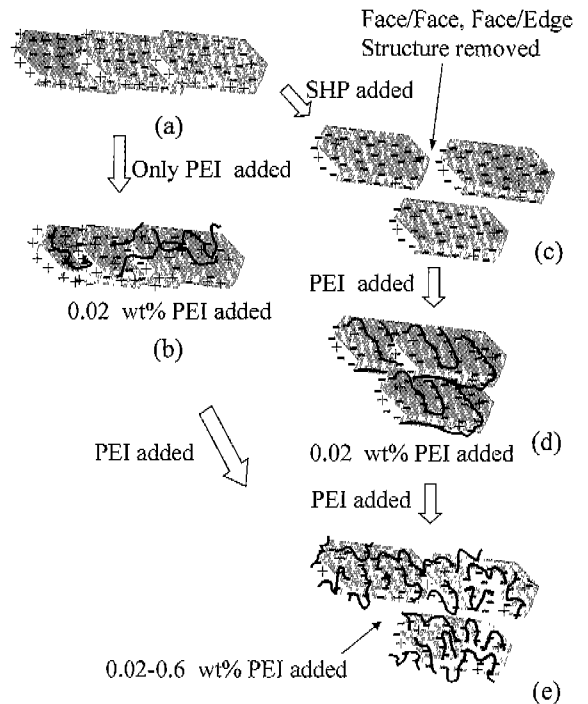 Face/Face, Face/Edge
Structure removed
SHP added
(a)
Only PEI added
(c)
PEI added
0.02 wt% PEI added
(b)
(d)
0.02 wt% PEI added
PEI added
PEI added
0.02-0.6 wt% PEI added
(e)